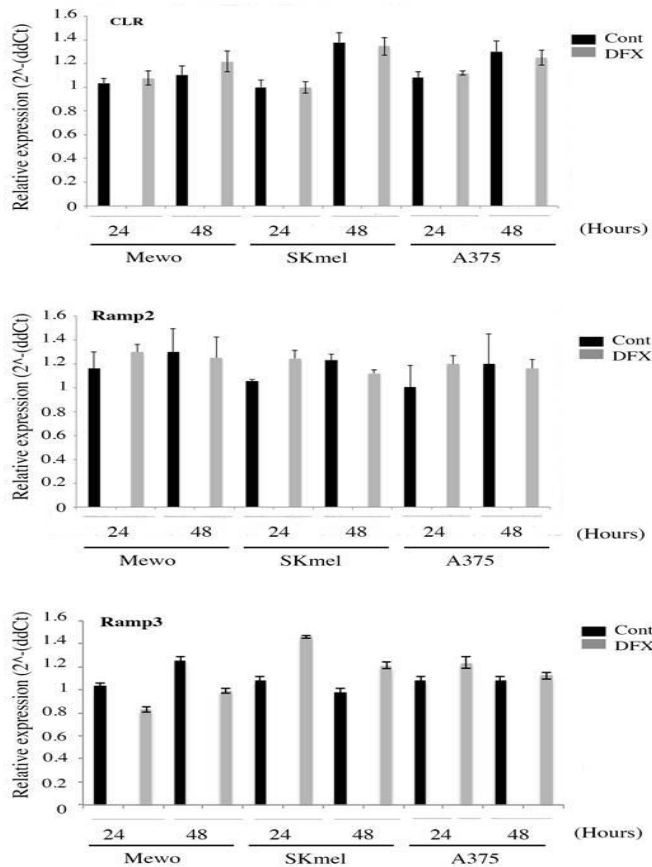 CLR
Relative expression (2^-(ddCt)
1.6
1.4
1.2
1
0.8
0.6
0.4
0.2
0
Cont
DFX
24 48 24 48 24 48 (Hours)
Mewo SKmel A375
Ramp2
Relative expression (2^-(ddCt)
1.6
1.4
1.2
1
0.8
0.6
0.4
0.2
0
Cont
DFX
24 48 24 48 24 48 (Hours)
Mewo SKmel A375
Ramp3
Relative expression (2^-(ddCt)
1.6
1.4
1.2
1
0.8
0.6
0.4
0.2
0
Cont
DFX
24 48 24 48 24 48 (Hours)
Mewo SKmel A375